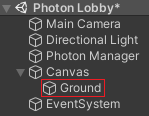 Photon Lobby*
Main Camera
Directional Light
Photon Manager
Canvas
Ground
EventSystem